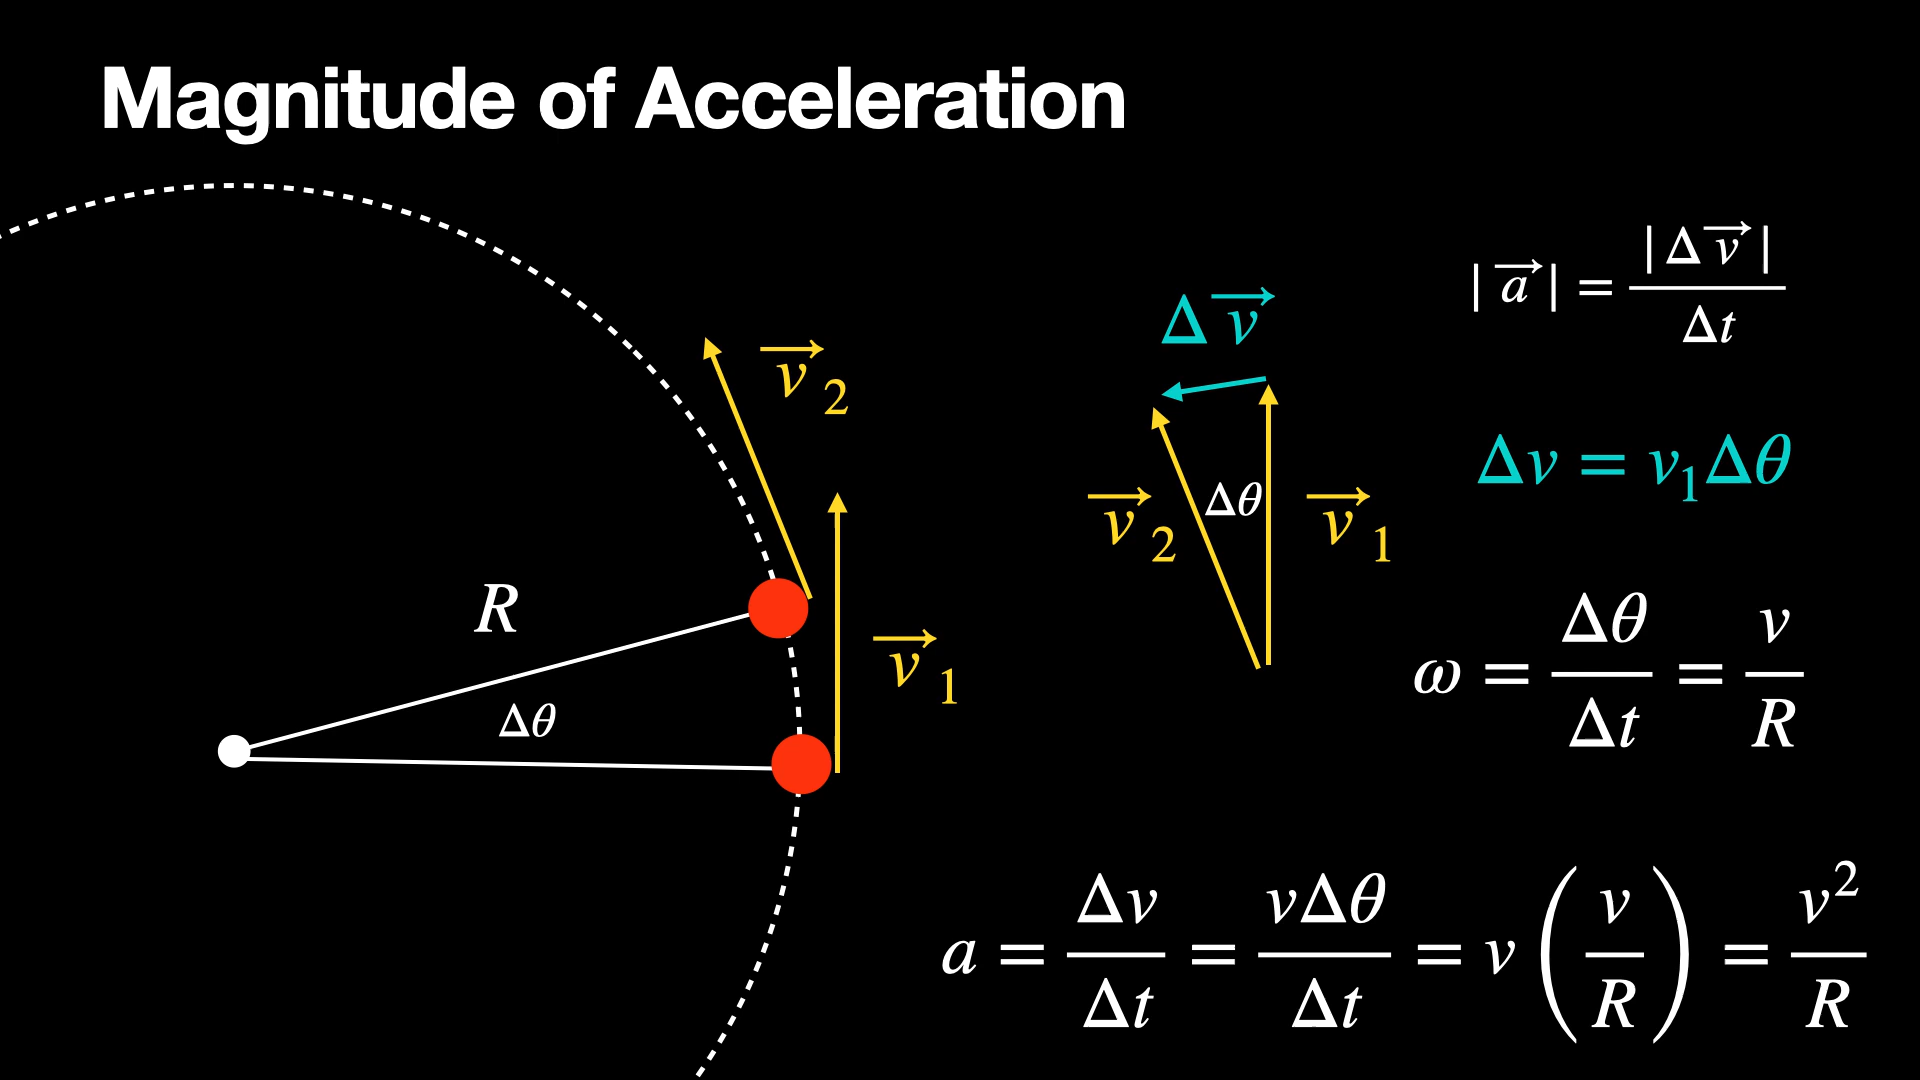 Magnitude of Acceleration
|a⃗| = |Δv⃗| / Δt
Δv⃗
v⃗₂
Δv = v₁Δθ
v⃗₂
Δθ
v⃗₁
R
ω = Δθ/Δt = v/R
v⃗₁
Δθ
a = Δv/Δt = vΔθ/Δt = v(v/R) = v²/R